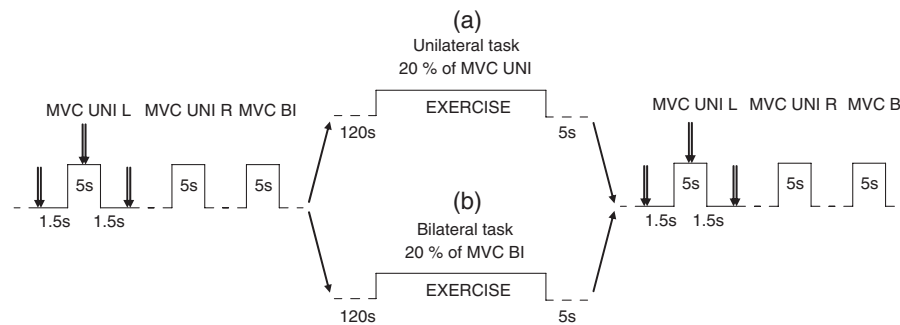 (a)
Unilateral task
20 % of MVC UNI
MVC UNI L MVC UNI R MVC BI
EXERCISE
120s 5s
5s 5s 5s
1.5s 1.5s
MVC UNI L MVC UNI R MVC B
5s 5s 5s
1.5s 1.5s
(b)
Bilateral task
20 % of MVC BI
EXERCISE
120s 5s